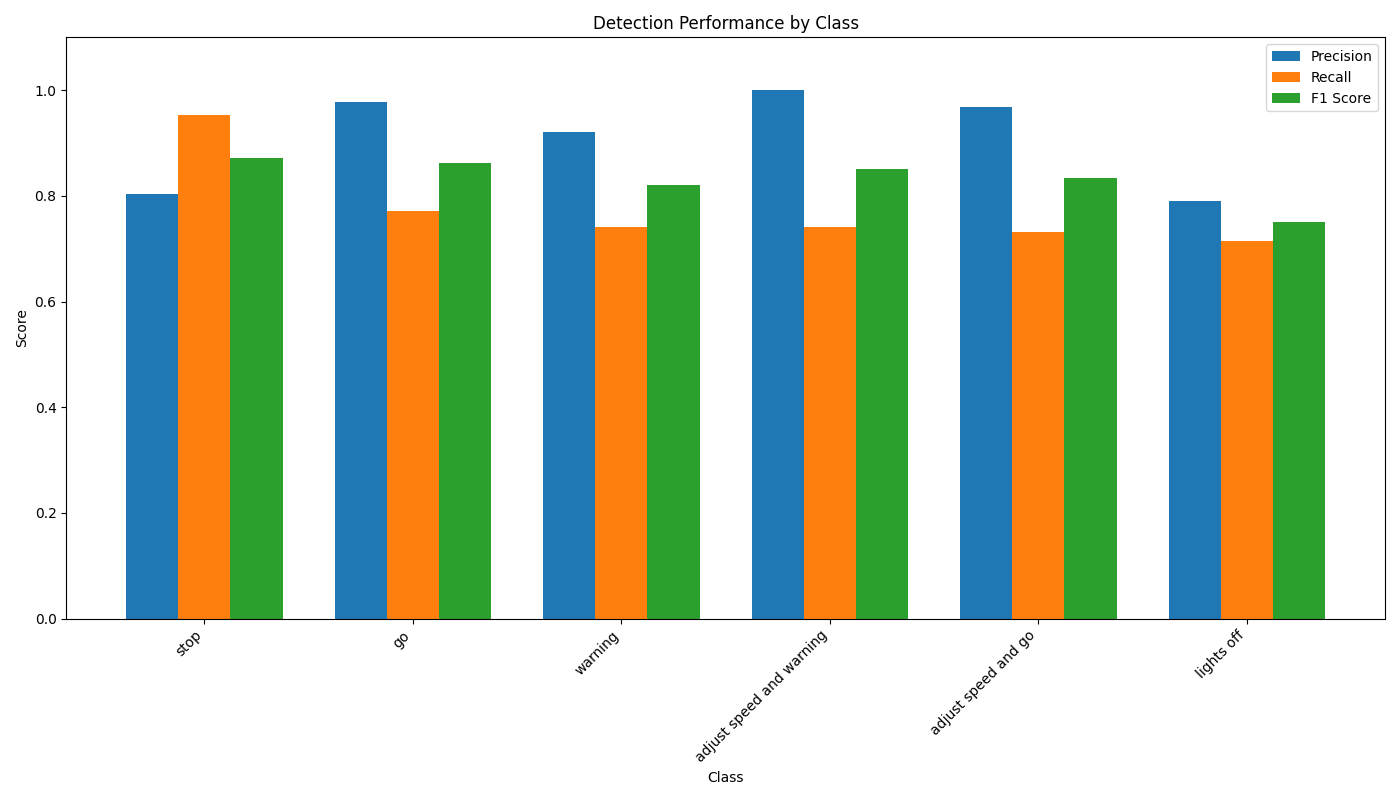 Detection Performance by Class
Precision
Recall
F1 Score
1.0
0.8
0.6
0.4
0.2
0.0
Score
stop
go
warning
adjust speed and warning
adjust speed and go
lights off
Class